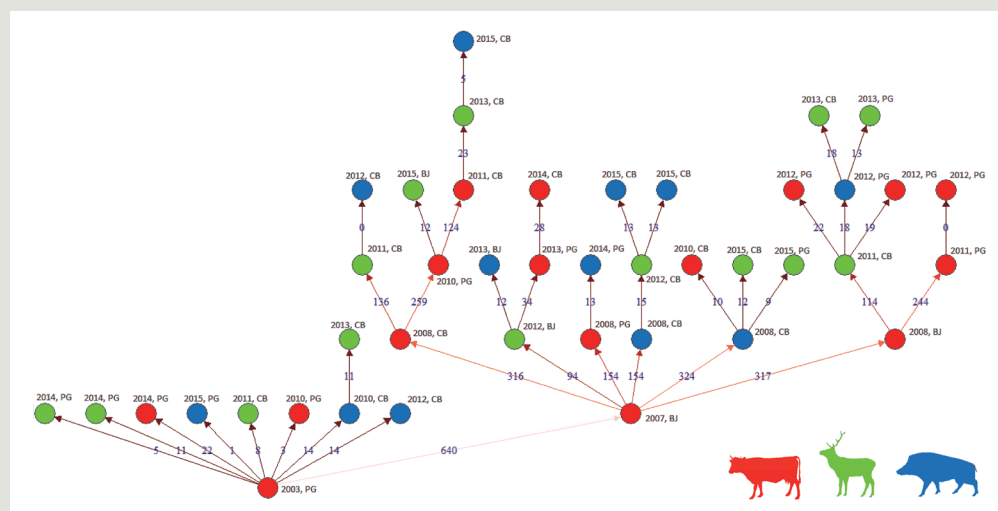 2015, CB
5
2013, CB
2013, CB
2013, PG
23
18
13
2012, CB
2015, BJ
2011, CB
2014, CB
2015, CB
2015, CB
2012, PG
2012, PG
2012, PG
2012, PG
0
12
124
28
13
13
22
18
19
0
2011, CB
2010, PG
2013, BJ
2013, PG
2014, PG
2012, CB
2010, CB
2015, CB
2015, PG
2011, CB
2011, PG
136
259
12
34
13
15
10
12
9
114
244
2013, CB
2008, CB
2012, BJ
2008, PG
2008, CB
2008, CB
2008, BJ
11
316
94
154
154
324
317
2014, PG
2014, PG
2014, PG
2015, PG
2011, CB
2010, PG
2010, CB
2012, CB
2007, BJ
5
11
22
1
8
3
14
14
640
2003, PG